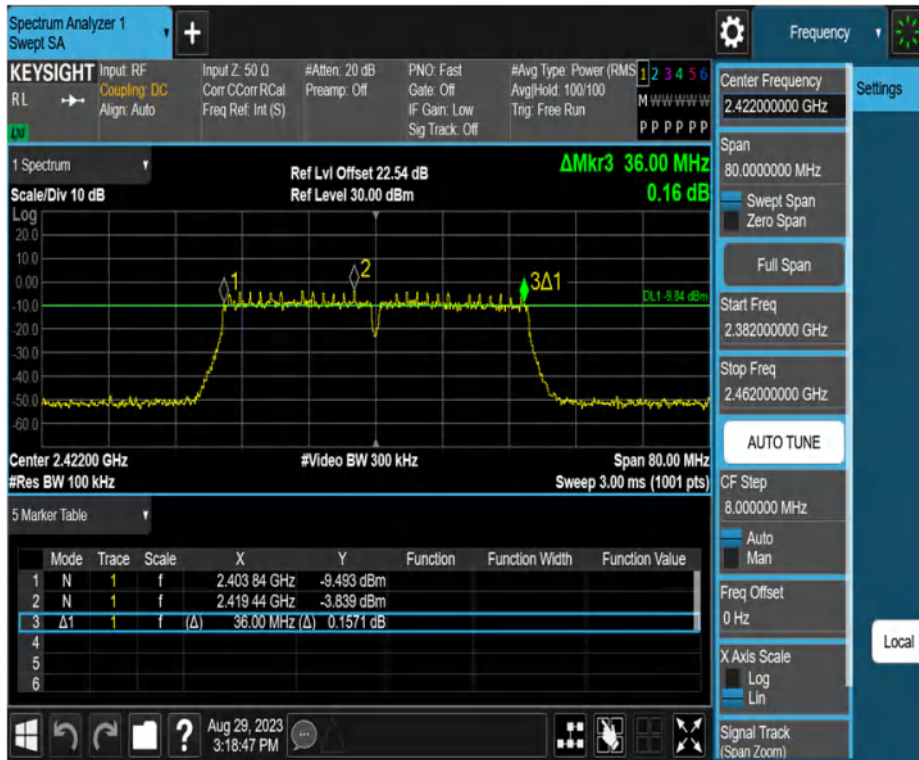 Spectrum Analyzer 1
Swept SA
+
Frequency
KEYSIGHT
RL
LXI
Input: RF
Coupling: DC
Align: Auto
Input Z: 50 Ω
Corr CCorr RCal
Freq Ref: Int (S)
#Atten: 20 dB
Preamp: Off
PNO: Fast
Gate: Off
IF Gain: Low
Sig Track: Off
#Avg Type: Power (RMS
Avg|Hold: 100/100
Trig: Free Run
1 2 3 4 5 6
M W W W W W
P P P P P P
1 Spectrum
Scale/Div 10 dB
Ref Lvl Offset 22.54 dB
Ref Level 30.00 dBm
ΔMkr3 36.00 MHz
0.16 dB
Log
20.0
10.0
0.00
-10.0
-20.0
-30.0
-40.0
-50.0
-60.0
1
2
3Δ1
DL1 -9.84 dBm
Center 2.42200 GHz
#Res BW 100 kHz
#Video BW 300 kHz
Span 80.00 MHz
Sweep 3.00 ms (1001 pts)
5 Marker Table
Mode Trace Scale X Y Function Function Width Function Value
1 N 1 f 2.403 84 GHz -9.493 dBm
2 N 1 f 2.419 44 GHz -3.839 dBm
3 Δ1 1 f (Δ) 36.00 MHz (Δ) 0.1571 dB
4
5
6
?
Aug 29, 2023
3:18:47 PM
Center Frequency
2.422000000 GHz
Span
80.0000000 MHz
Swept Span
Zero Span
Full Span
Start Freq
2.382000000 GHz
Stop Freq
2.462000000 GHz
AUTO TUNE
CF Step
8.000000 MHz
Auto
Man
Freq Offset
0 Hz
X Axis Scale
Log
Lin
Signal Track
(Span Zoom)
Settings
Local